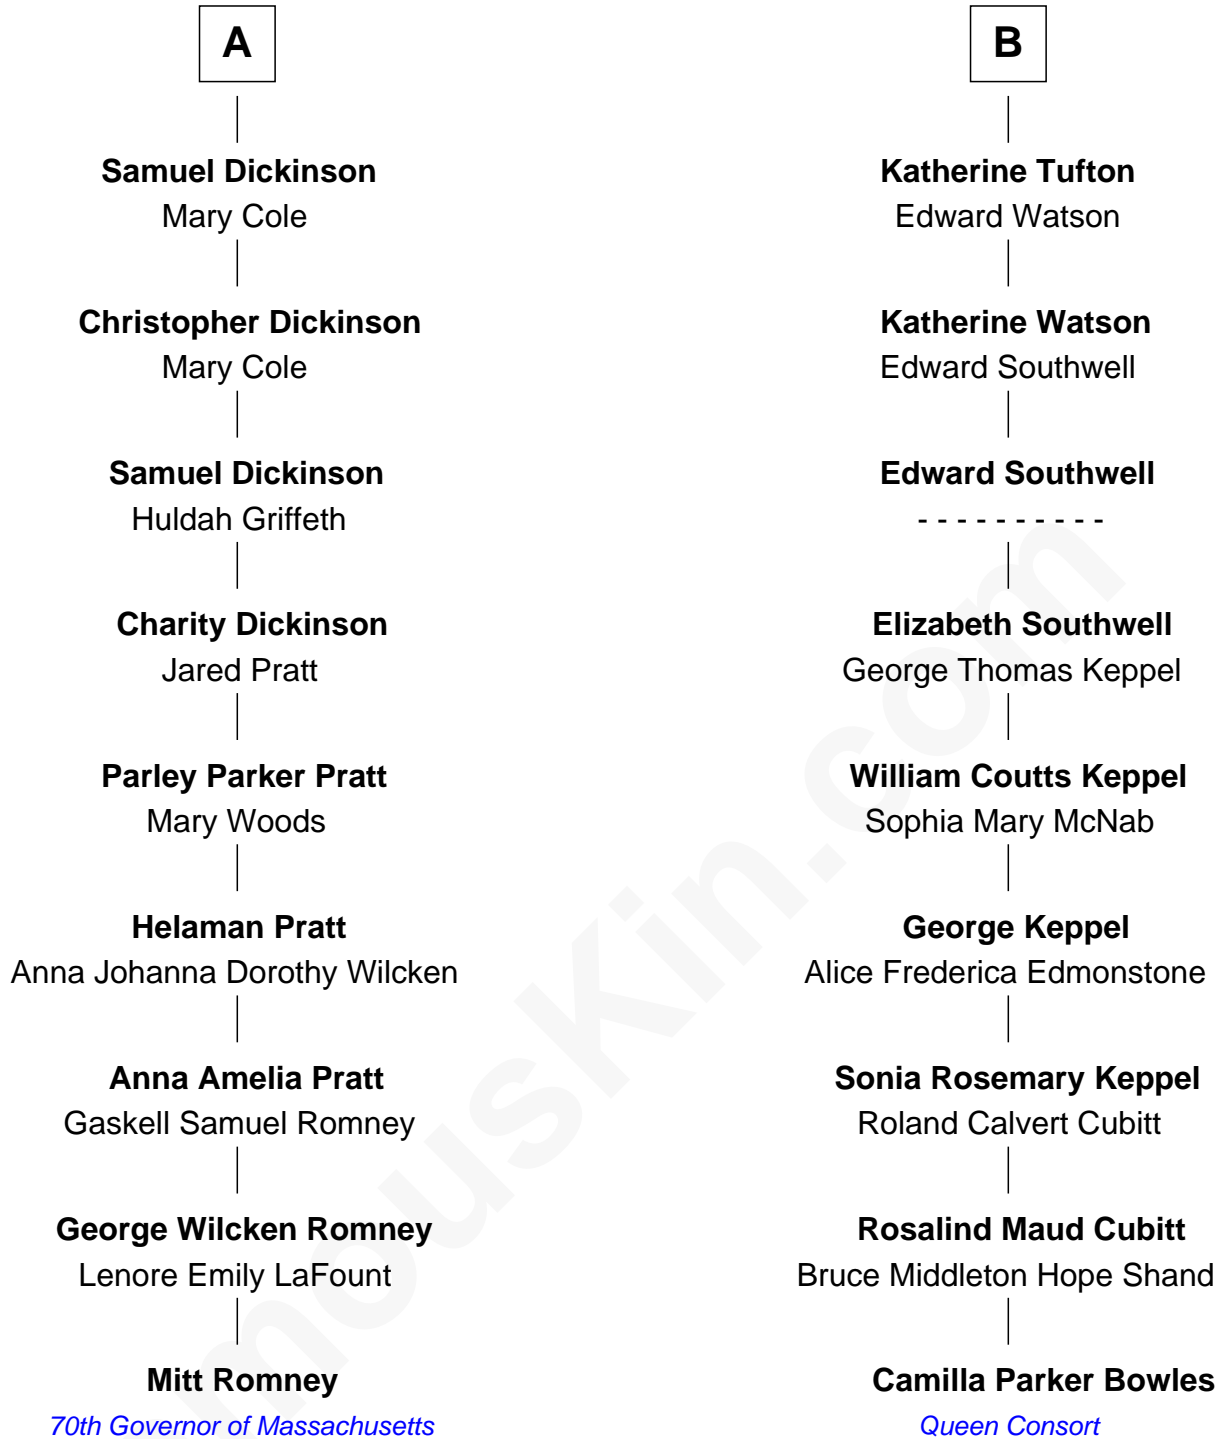 A
Samuel Dickinson
Mary Cole
Christopher Dickinson
Mary Cole
Samuel Dickinson
Huldah Griffeth
Charity Dickinson
Jared Pratt
Parley Parker Pratt
Mary Woods
Helaman Pratt
Anna Johanna Dorothy Wilcken
Anna Amelia Pratt
Gaskell Samuel Romney
George Wilcken Romney
Lenore Emily LaFount
Mitt Romney
70th Governor of Massachusetts
B
Katherine Tufton
Edward Watson
Katherine Watson
Edward Southwell
Edward Southwell
- - - - - - - - - -
Elizabeth Southwell
George Thomas Keppel
William Coutts Keppel
Sophia Mary McNab
George Keppel
Alice Frederica Edmonstone
Sonia Rosemary Keppel
Roland Calvert Cubitt
Rosalind Maud Cubitt
Bruce Middleton Hope Shand
Camilla Parker Bowles
Queen Consort
mousKin.com